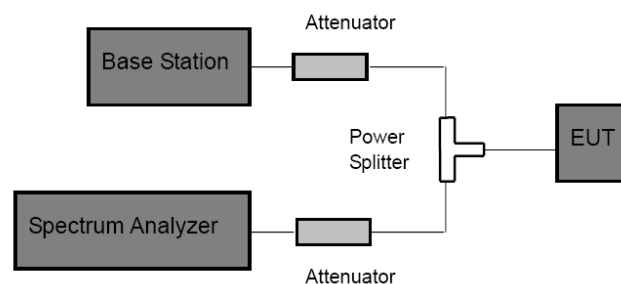 Attenuator
Base Station
Power
Splitter
EUT
Spectrum Analyzer
Attenuator